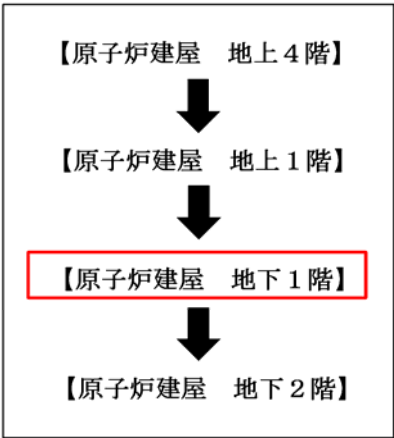 【原子炉建屋　地上４階】
【原子炉建屋　地上１階】
【原子炉建屋　地下１階】
【原子炉建屋　地下２階】